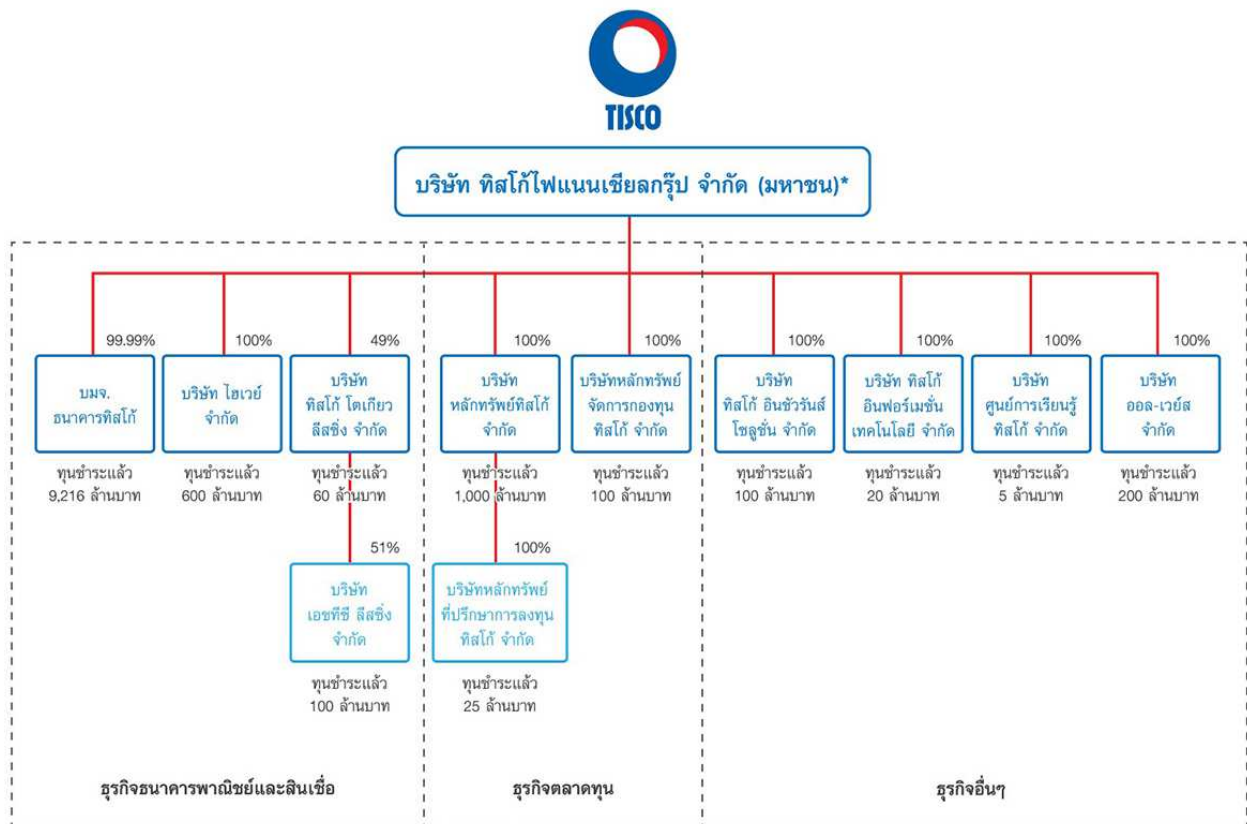 TISCO
บริษัท ทิสโก้ไฟแนนเชียลกรุ๊ป จำกัด (มหาชน)*
99.99%
บมจ.
ธนาคารทิสโก้
ทุนชำระแล้ว
9,216 ล้านบาท
100%
บริษัท ไฮเวย์
จำกัด
ทุนชำระแล้ว
600 ล้านบาท
49%
บริษัท
ทิสโก้ โตเกียว
ลีสซิ่ง จำกัด
ทุนชำระแล้ว
60 ล้านบาท
51%
บริษัท
เอชทีซี ลีสซิ่ง
จำกัด
ทุนชำระแล้ว
100 ล้านบาท
ธุรกิจธนาคารพาณิชย์และสินเชื่อ
100%
บริษัท
หลักทรัพย์ทิสโก้
จำกัด
ทุนชำระแล้ว
1,000 ล้านบาท
100%
บริษัทหลักทรัพย์
ที่ปรึกษาการลงทุน
ทิสโก้ จำกัด
ทุนชำระแล้ว
25 ล้านบาท
100%
บริษัทหลักทรัพย์
จัดการกองทุน
ทิสโก้ จำกัด
ทุนชำระแล้ว
100 ล้านบาท
ธุรกิจตลาดทุน
100%
บริษัท
ทิสโก้ อินชัวรันส์
โซลูชั่น จำกัด
ทุนชำระแล้ว
100 ล้านบาท
100%
บริษัท ทิสโก้
อินฟอร์เมชั่น
เทคโนโลยี จำกัด
ทุนชำระแล้ว
20 ล้านบาท
100%
บริษัท
ศูนย์การเรียนรู้
ทิสโก้ จำกัด
ทุนชำระแล้ว
5 ล้านบาท
100%
บริษัท
ออล-เวย์ส
จำกัด
ทุนชำระแล้ว
200 ล้านบาท
ธุรกิจอื่นๆ